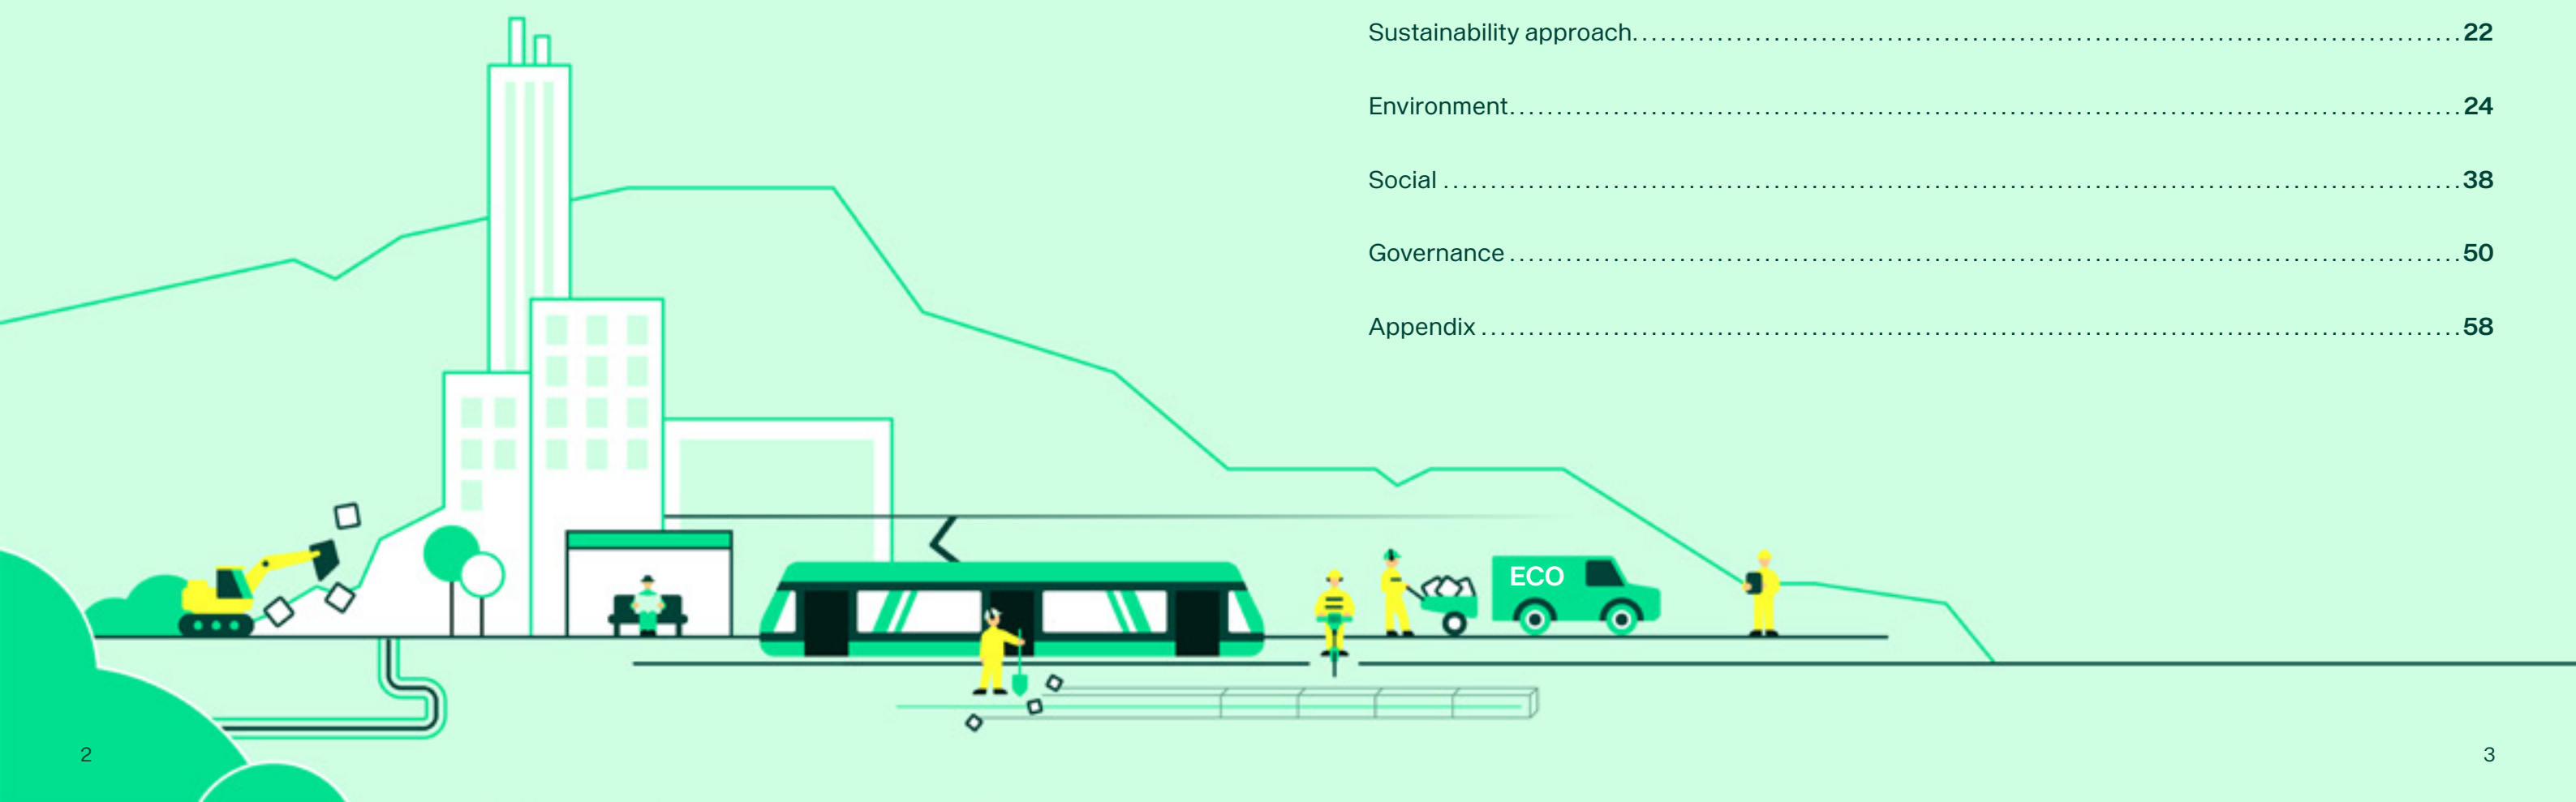 Sustainability approach 22
Environment 24
Social 38
Governance 50
Appendix 58
ECO
2
3